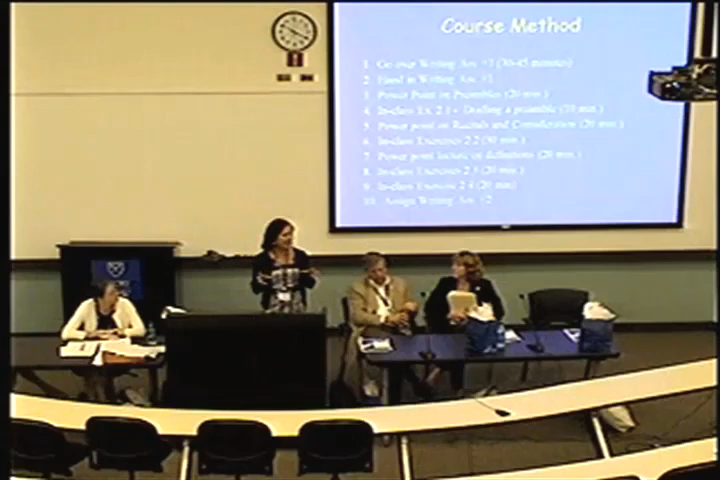 Course Method
1. Go over Writing Ass. #1 (30-45 minutes)
2. Hand in Writing Ass. #1
3. Power Point on Preambles (20 min.)
4. In-class Ex. 2.1 - Drafting a preamble (10 min.)
5. Power point on Recitals and Consideration (20 min.)
6. In-class Exercises 2.2 (30 min.)
7. Power point lecture on definitions (20 min.)
8. In-class Exercises 2.3 (20 min.)
9. In-class Exercise 2.4 (20 min)
10. Assign Writing Ass. #2